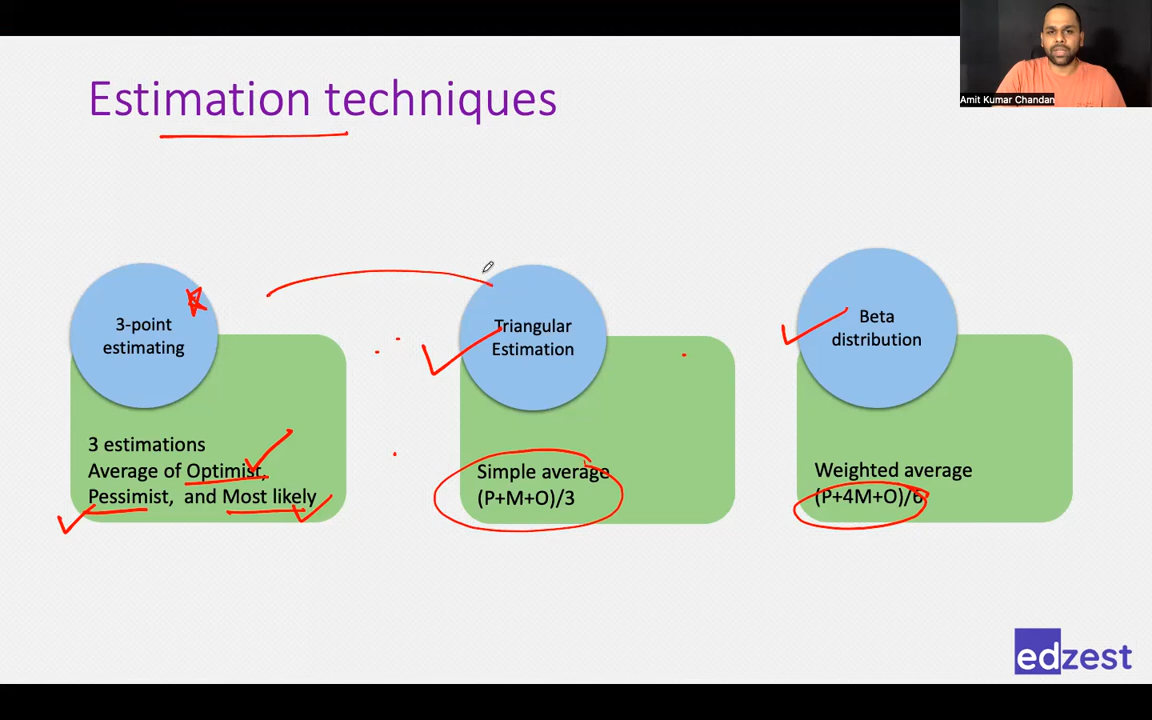 Estimation techniques
Amit Kumar Chandan
3-point
estimating
3 estimations
Average of Optimist,
Pessimist, and Most likely
Triangular
Estimation
Simple average
(P+M+O)/3
Beta
distribution
Weighted average
(P+4M+O)/6
edzest